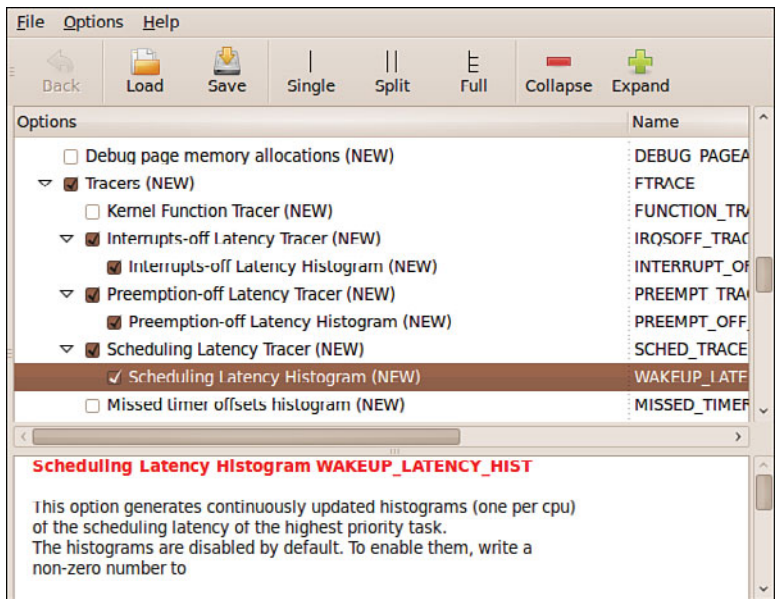 File Options Help
Back Load Save Single Split Full Collapse Expand
Options Name
Debug page memory allocations (NEW) DEBUG_PAGEA
Tracers (NEW) FTRACE
Kernel Function Tracer (NEW) FUNCTION_TRA
Interrupts-off Latency Tracer (NEW) IRQSOFF_TRAC
Interrupts-off Latency Histogram (NEW) INTERRUPT_OF
Preemption-off Latency Tracer (NEW) PREEMPT_TRA
Preemption-off Latency Histogram (NEW) PREEMPT_OFF_
Scheduling Latency Tracer (NEW) SCHED_TRACE
Scheduling Latency Histogram (NEW) WAKEUP_LATE
Missed timer offsets histogram (NEW) MISSED_TIMER
Scheduling Latency Histogram WAKEUP_LATENCY_HIST
This option generates continuously updated histograms (one per cpu)
of the scheduling latency of the highest priority task.
The histograms are disabled by default. To enable them, write a
non-zero number to